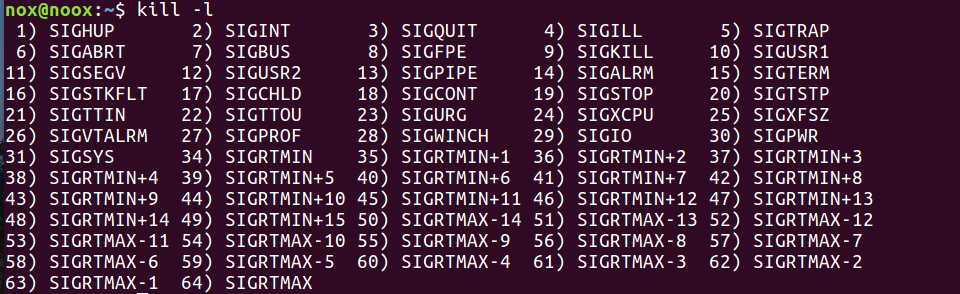 nox@noox:~$ kill -l
 1) SIGHUP       2) SIGINT       3) SIGQUIT      4) SIGILL       5) SIGTRAP
 6) SIGABRT      7) SIGBUS       8) SIGFPE       9) SIGKILL     10) SIGUSR1
11) SIGSEGV     12) SIGUSR2     13) SIGPIPE     14) SIGALRM     15) SIGTERM
16) SIGSTKFLT   17) SIGCHLD     18) SIGCONT     19) SIGSTOP     20) SIGTSTP
21) SIGTTIN     22) SIGTTOU     23) SIGURG      24) SIGXCPU     25) SIGXFSZ
26) SIGVTALRM   27) SIGPROF     28) SIGWINCH    29) SIGIO       30) SIGPWR
31) SIGSYS      34) SIGRTMIN    35) SIGRTMIN+1  36) SIGRTMIN+2  37) SIGRTMIN+3
38) SIGRTMIN+4  39) SIGRTMIN+5  40) SIGRTMIN+6  41) SIGRTMIN+7  42) SIGRTMIN+8
43) SIGRTMIN+9  44) SIGRTMIN+10 45) SIGRTMIN+11 46) SIGRTMIN+12 47) SIGRTMIN+13
48) SIGRTMIN+14 49) SIGRTMIN+15 50) SIGRTMAX-14 51) SIGRTMAX-13 52) SIGRTMAX-12
53) SIGRTMAX-11 54) SIGRTMAX-10 55) SIGRTMAX-9  56) SIGRTMAX-8  57) SIGRTMAX-7
58) SIGRTMAX-6  59) SIGRTMAX-5  60) SIGRTMAX-4  61) SIGRTMAX-3  62) SIGRTMAX-2
63) SIGRTMAX-1  64) SIGRTMAX